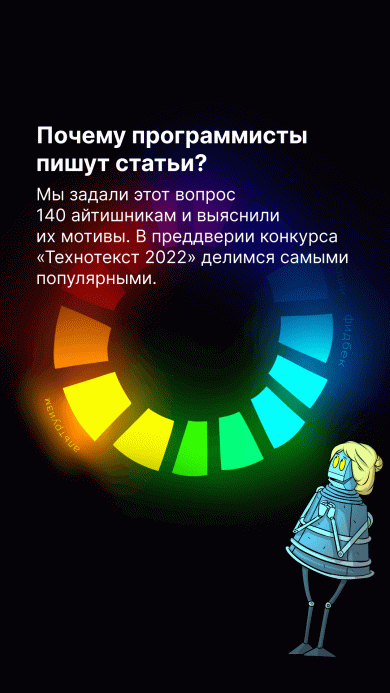 Почему программисты
пишут статьи?
Мы задали этот вопрос
140 айтишникам и выяснили
их мотивы. В преддверии конкурса
«Технотекст 2022» делимся самыми
популярными.
фидбек
альтруизм